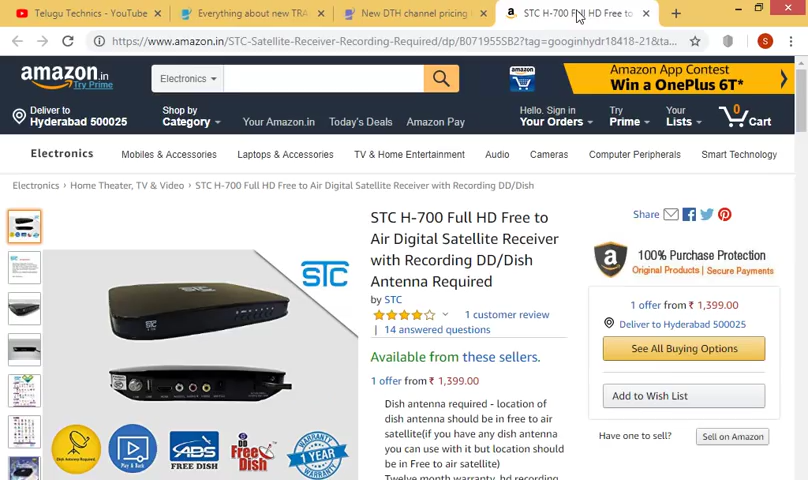 Telugu Technics - YouTube
Everything about new TRA
New DTH channel pricing
STC H-700 Full HD Free to
https://www.amazon.in/STC-Satellite-Receiver-Recording-Required/dp/B071955SB2?tag=googinhydr18418-21&ta...
S
amazon.in
Try Prime
Electronics
amazon
Amazon App Contest
Win a OnePlus 6T*
Deliver to
Hyderabad 500025
Shop by
Category
Your Amazon.in
Today's Deals
Amazon Pay
Hello. Sign in
Your Orders
Try
Prime
Your
Lists
0
Cart
Electronics
Mobiles & Accessories
Laptops & Accessories
TV & Home Entertainment
Audio
Cameras
Computer Peripherals
Smart Technology
Electronics › Home Theater, TV & Video › STC H-700 Full HD Free to Air Digital Satellite Receiver with Recording DD/Dish
STC
STC H-700 Full HD Free to
Air Digital Satellite Receiver
with Recording DD/Dish
Antenna Required
by STC
1 customer review
| 14 answered questions
Available from these sellers.
1 offer from ₹ 1,399.00
Dish antenna required - location of
dish antenna should be in free to air
satellite(if you have any dish antenna
you can use with it but location should
be in Free to air satellite)
Twelve month warranty, hd recording
Share
a
100% Purchase Protection
Original Products | Secure Payments
1 offer from ₹ 1,399.00
Deliver to Hyderabad 500025
See All Buying Options
Add to Wish List
Have one to sell?
Sell on Amazon
Dish Antenna Required
Play & Back
ABS
FREE DISH
DD
Free Dish
WARRANTY
1 YEAR
WARRANTY